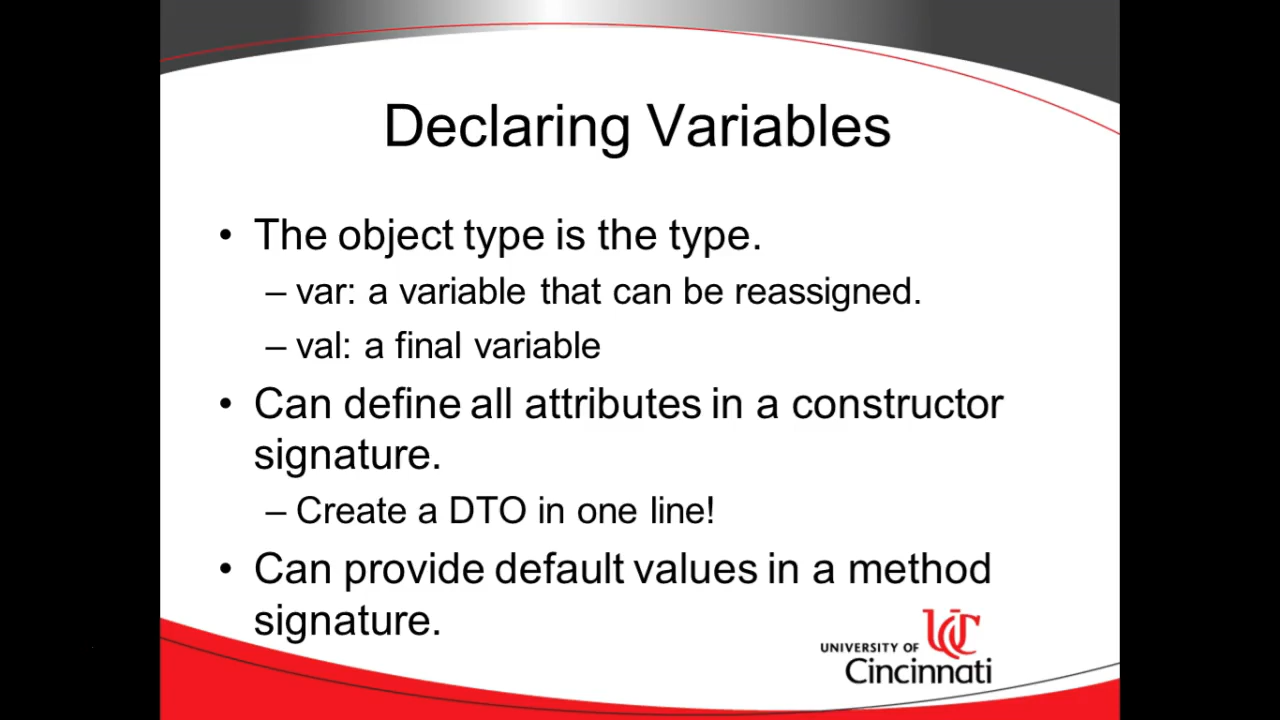 Declaring Variables
• The object type is the type.
– var: a variable that can be reassigned.
– val: a final variable
• Can define all attributes in a constructor
signature.
– Create a DTO in one line!
• Can provide default values in a method
signature.
UC
UNIVERSITY OF
Cincinnati